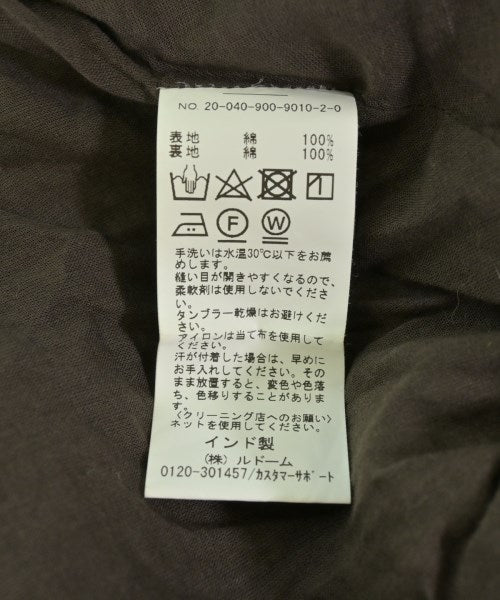 NO. 20-040-900-9010-2-0
表地 綿 100%
裏地 綿 100%
F W
手洗いは水温30℃以下をお薦
めします。
縫い目が開きやすくなるので、
柔軟剤は使用しないでくださ
い。
タンブラー乾燥はお避けくださ
い。
アイロンは当て布を使用して
ください。
汗が付着した場合は、早めに
お手入れしてください。その
まま放置すると、変色や色落
ち、色移りすることがありま
す。
〈クリーニング店へのお願い〉
ネットを使用してください。
インド製
(株) ルドーム
0120-301457/カスタマーサポート